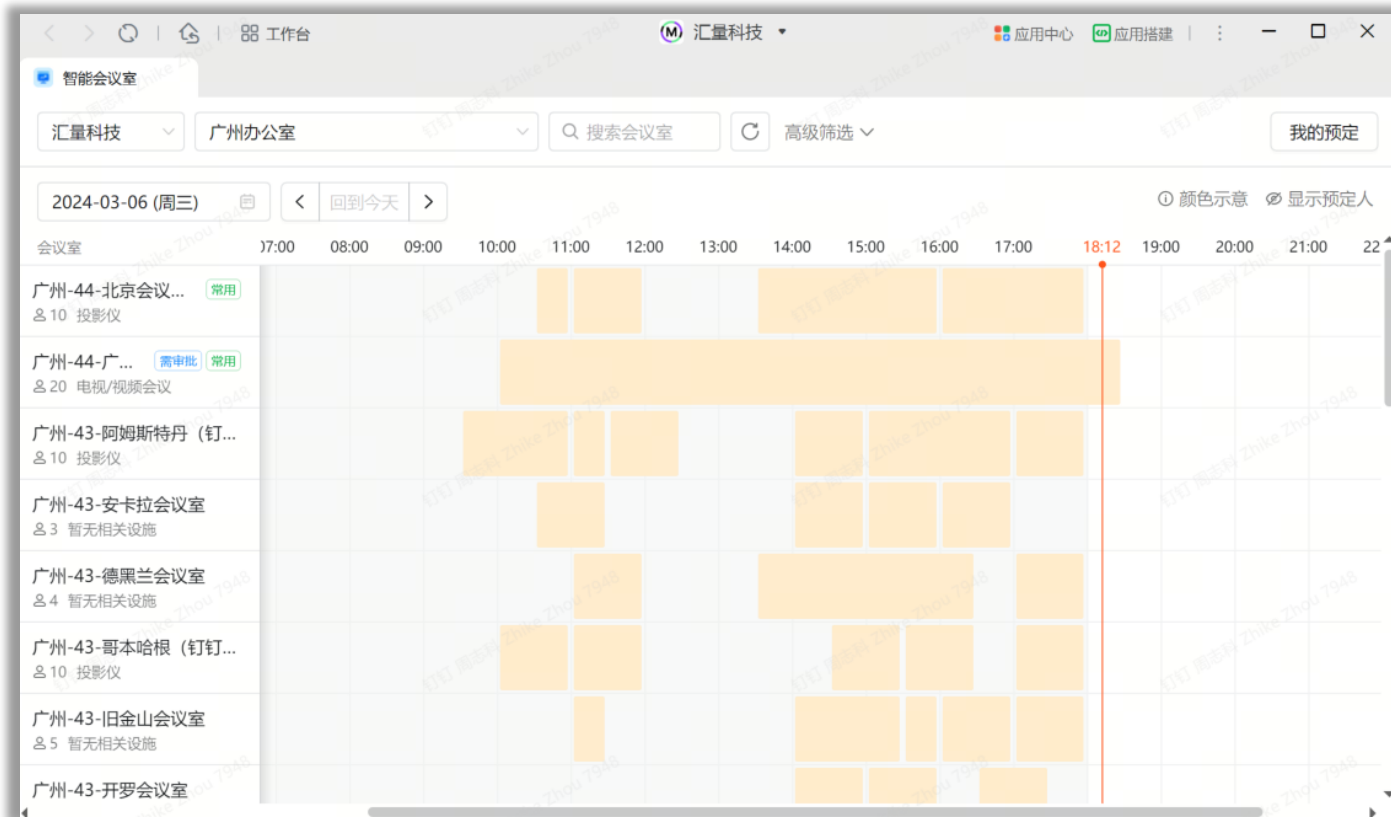 工作台
汇量科技
应用中心 应用搭建
智能会议室
汇量科技 广州办公室 搜索会议室 高级筛选 我的预定
2024-03-06 (周三) 回到今天 颜色示意 显示预定人
会议室 07:00 08:00 09:00 10:00 11:00 12:00 13:00 14:00 15:00 16:00 17:00 18:12 19:00 20:00 21:00 22
广州-44-北京会议... 常用
10 投影仪
广州-44-广... 需审批 常用
20 电视/视频会议
广州-43-阿姆斯特丹（钉...
10 投影仪
广州-43-安卡拉会议室
3 暂无相关设施
广州-43-德黑兰会议室
4 暂无相关设施
广州-43-哥本哈根（钉钉...
10 投影仪
广州-43-旧金山会议室
5 暂无相关设施
广州-43-开罗会议室
钉钉 周志科 Zhike Zhou 7948